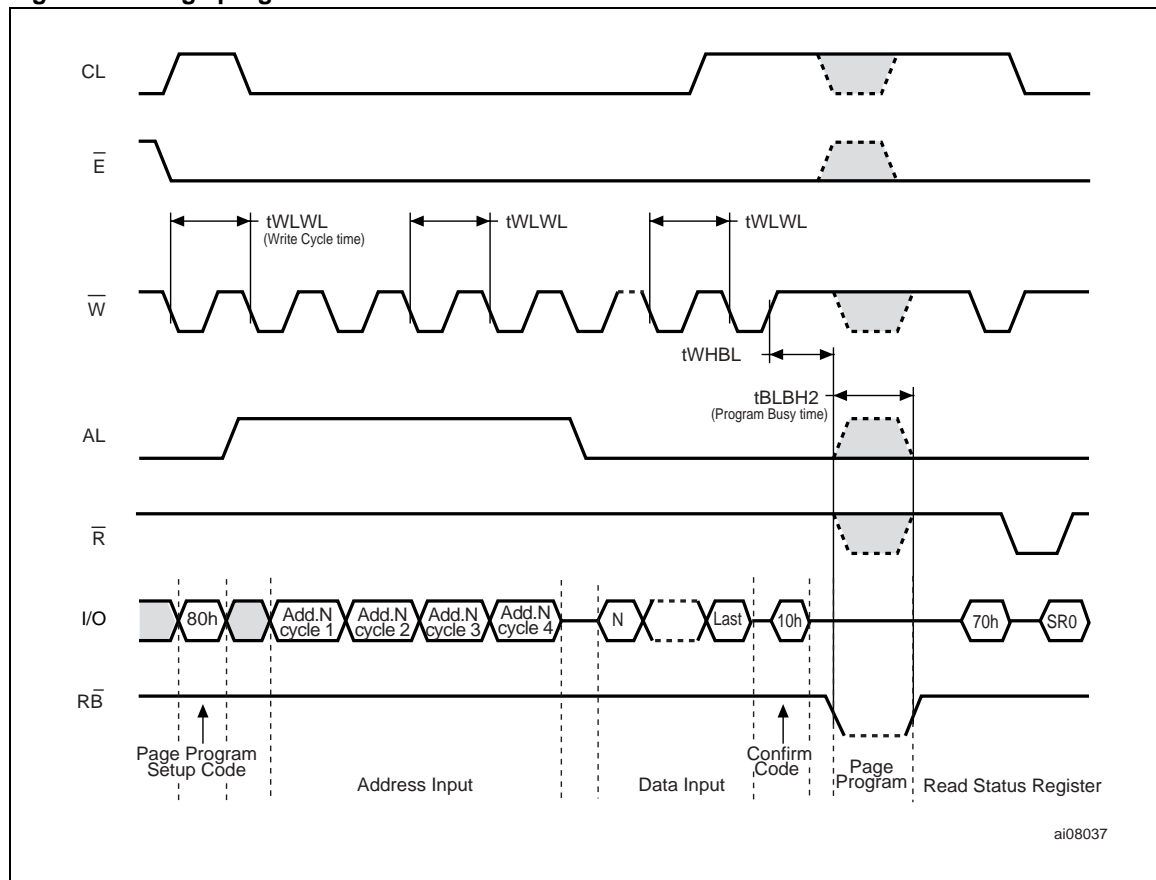 CL
E
tWLWL
(Write Cycle time)
tWLWL
tWLWL
W
tWHBL
tBLBH2
(Program Busy time)
AL
R
I/O
80h
Add.N
cycle 1
Add.N
cycle 2
Add.N
cycle 3
Add.N
cycle 4
N
Last
10h
70h
SR0
RB
Page Program
Setup Code
Address Input
Data Input
Confirm
Code
Page
Program
Read Status Register
ai08037